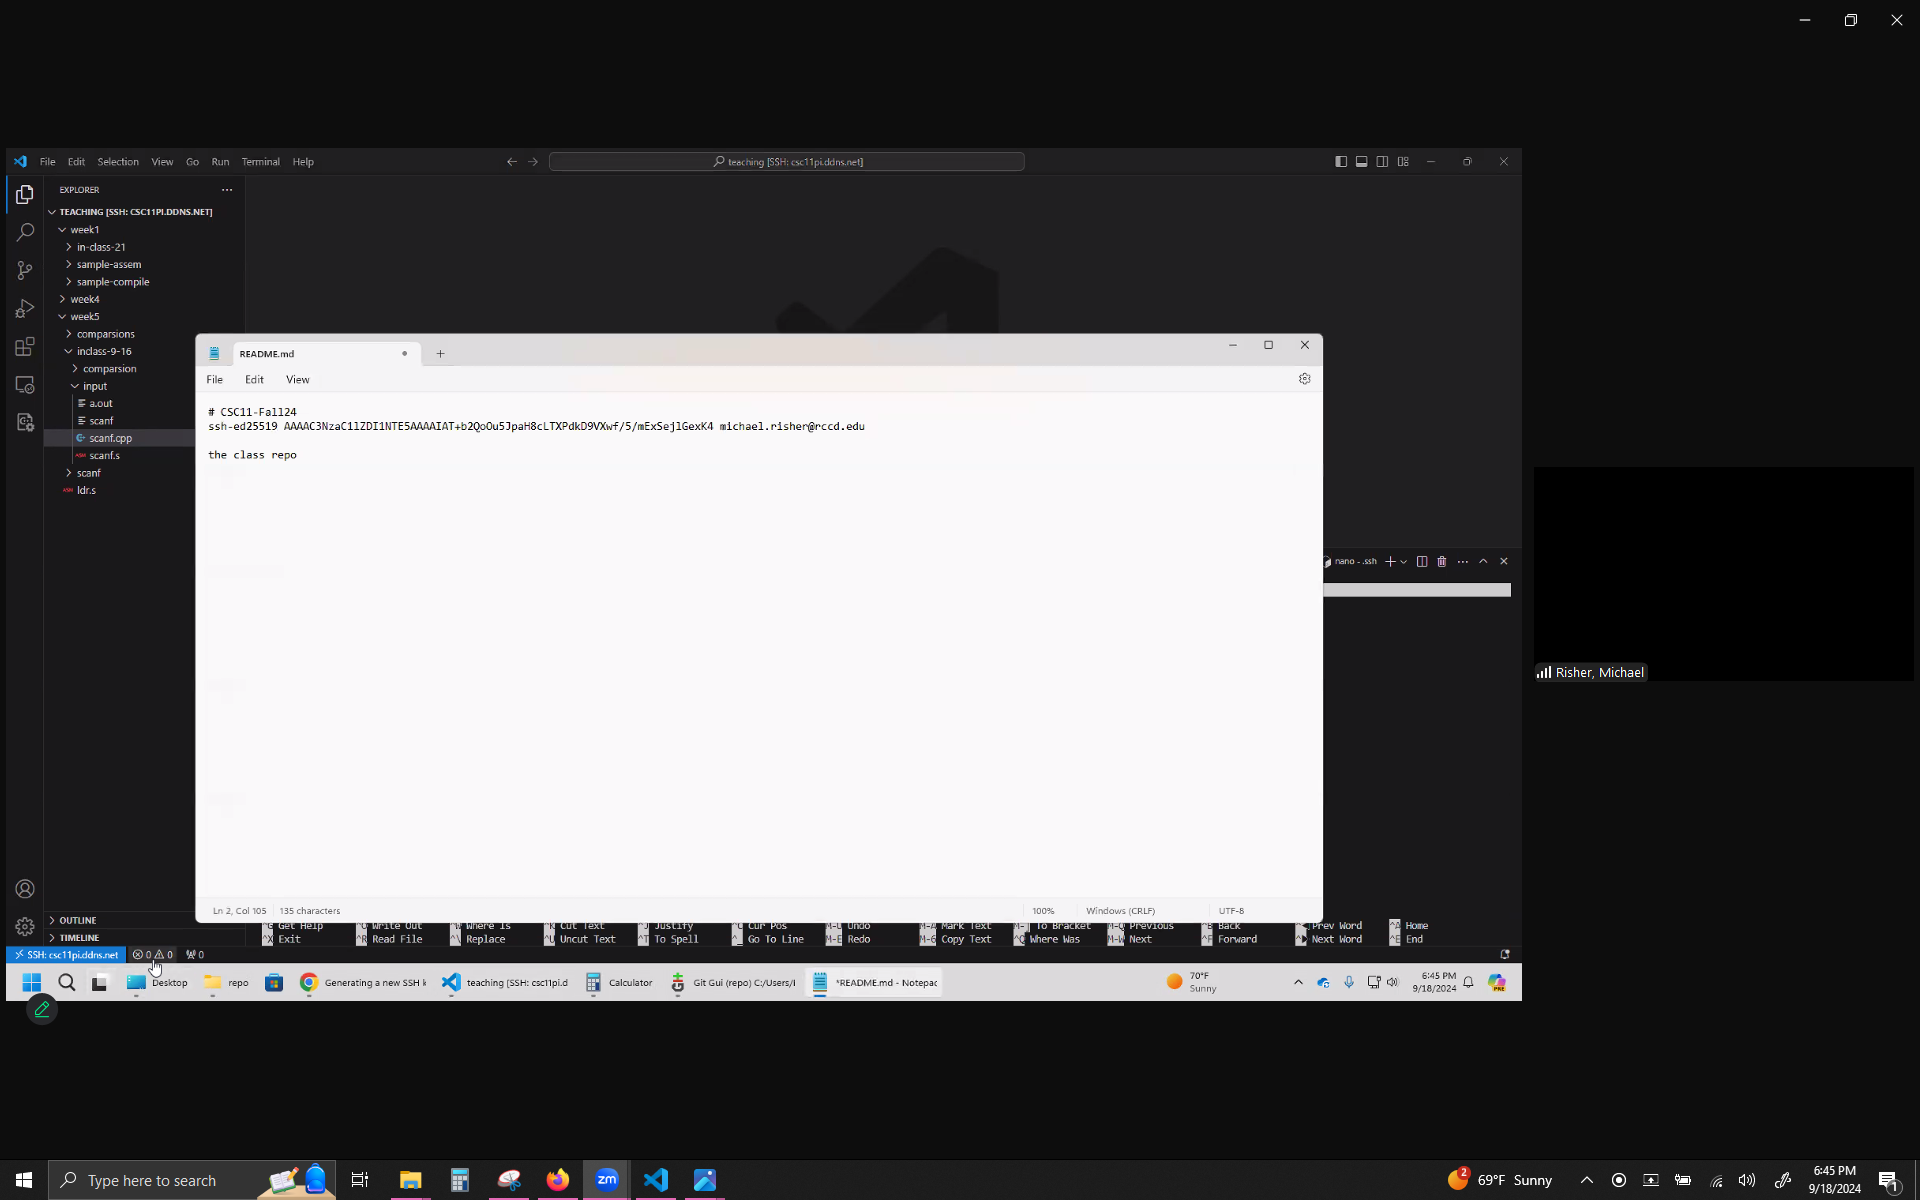 File Edit Selection View Go Run Terminal Help
teaching [SSH: csc11pi.ddns.net]
EXPLORER
TEACHING [SSH: CSC11PI.DDNS.NET]
week1
in-class-21
sample-assem
sample-compile
week4
week5
comparsions
inclass-9-16
comparsion
input
a.out
scanf
scanf.cpp
scanf.s
scanf
ldr.s
OUTLINE
TIMELINE
README.md
File Edit View
# CSC11-Fall24
ssh-ed25519 AAAAC3NzaC1lZDI1NTE5AAAAIAT+b2QoOu5JpaH8cLTXPdkD9VXwf/5/mExSejlGexK4 michael.risher@rccd.edu
the class repo
Ln 2, Col 105 135 characters 100% Windows (CRLF) UTF-8
nano - .ssh
^G Get Help ^O Write Out ^W Where Is ^K Cut Text ^J Justify ^C Cur Pos M-U Undo M-A Mark Text M-] To Bracket M-Q Previous ^B Back Prev Word ^A Home
^X Exit ^R Read File ^\ Replace ^U Uncut Text ^T To Spell ^_ Go To Line M-E Redo M-6 Copy Text ^Q Where Was M-W Next ^F Forward Next Word ^E End
SSH: csc11pi.ddns.net 0 0 0
Desktop repo Generating a new SSH k teaching [SSH: csc11pi.d Calculator Git Gui (repo) C:/Users/ *README.md - Notepad
70°F
Sunny
6:45 PM
9/18/2024
Risher, Michael
Type here to search
zm
2
69°F Sunny
6:45 PM
9/18/2024
1